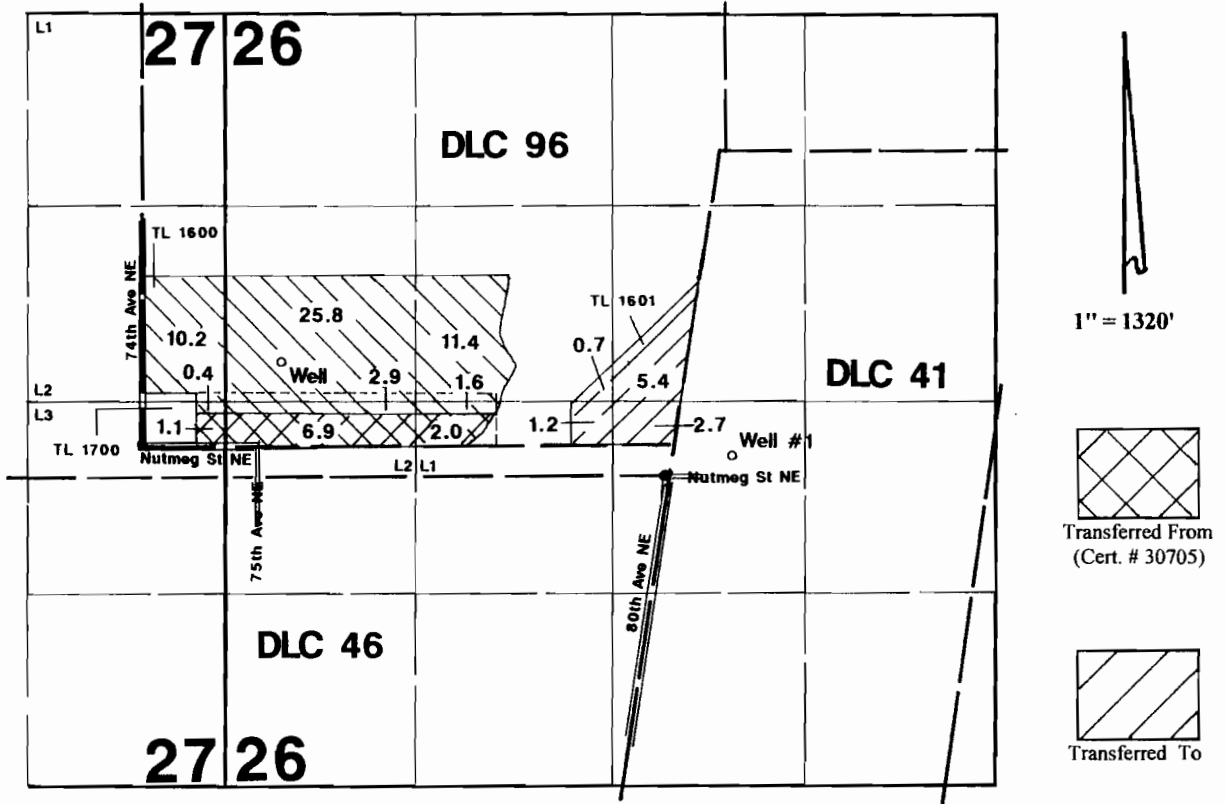 L1
27 26
DLC 96
TL 1600
74th Ave NE
25.8
TL 1601
1" = 1320'
10.2
11.4
0.7
0.4
Well
2.9
1.6
5.4
DLC 41
L2
L3
1.1
6.9
2.0
1.2
2.7
TL 1700
Well #1
Nutmeg St NE
L2 L1
Nutmeg St NE
75th Ave NE
80th Ave NE
Transferred From
(Cert. # 30705)
DLC 46
27 26
Transferred To